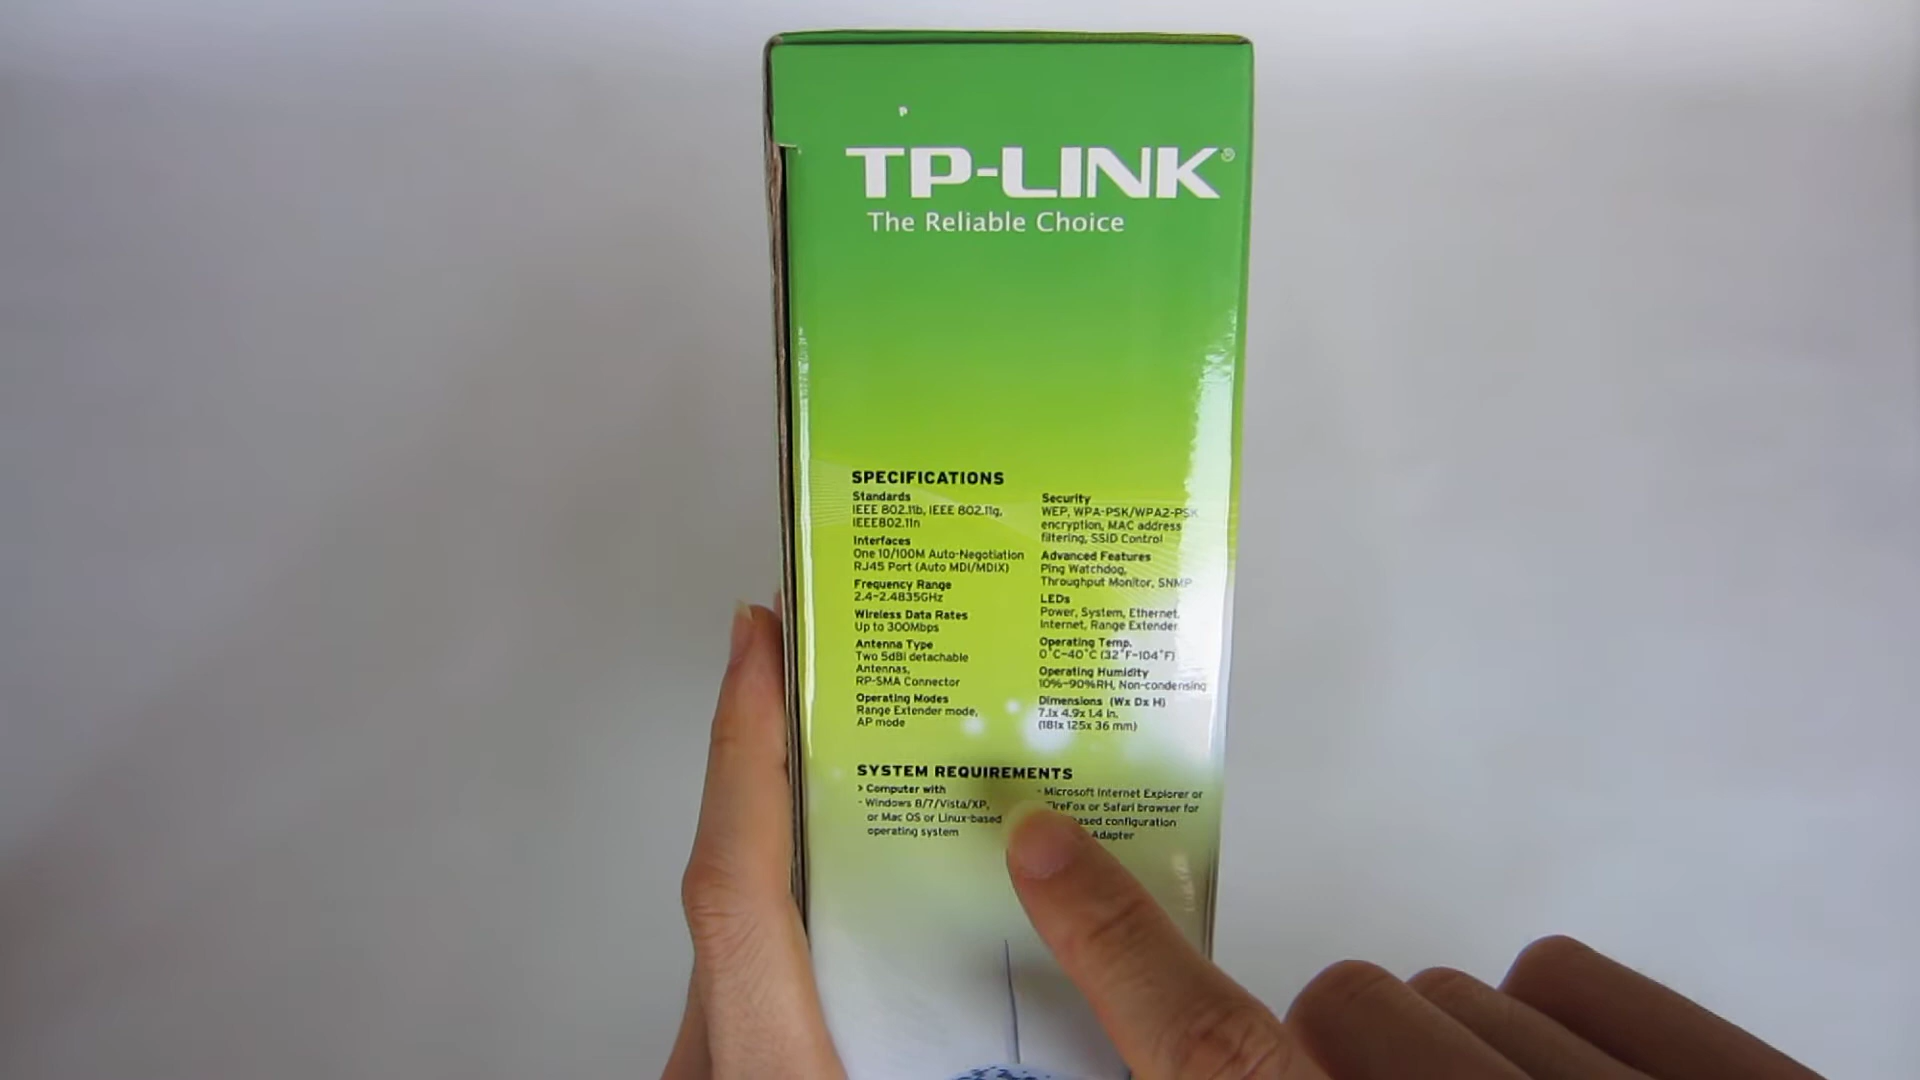 TP-LINK®
The Reliable Choice
SPECIFICATIONS
Standards
IEEE 802.11b, IEEE 802.11g,
IEEE802.11n
Interfaces
One 10/100M Auto-Negotiation
RJ45 Port (Auto MDI/MDIX)
Frequency Range
2.4-2.4835GHz
Wireless Data Rates
Up to 300Mbps
Antenna Type
Two 5dBi detachable
Antennas,
RP-SMA Connector
Operating Modes
Range Extender mode,
AP mode
Security
WEP, WPA-PSK/WPA2-PSK
encryption, MAC address
filtering, SSID Control
Advanced Features
Ping Watchdog,
Throughput Monitor, SNMP
LEDs
Power, System, Ethernet,
Internet, Range Extender
Operating Temp.
0°C~40°C (32°F~104°F)
Operating Humidity
10%~90%RH, Non-condensing
Dimensions (Wx Dx H)
7.1x 4.9x 1.4 in.
(181x 125x 36 mm)
SYSTEM REQUIREMENTS
> Computer with
- Windows 8/7/Vista/XP,
or Mac OS or Linux-based
operating system
- Microsoft Internet Explorer or
FireFox or Safari browser for
based configuration
Adapter